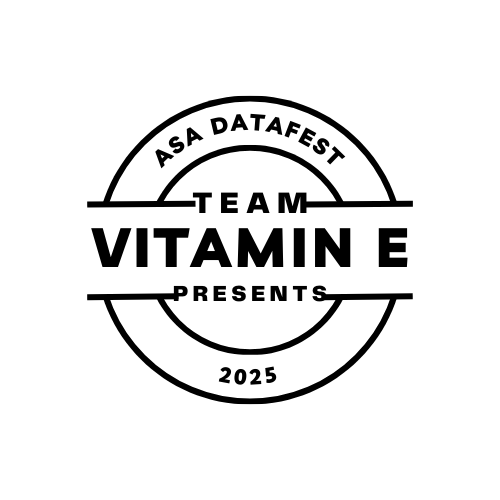 ASA DATAFEST
TEAM
VITAMIN E
PRESENTS
2025